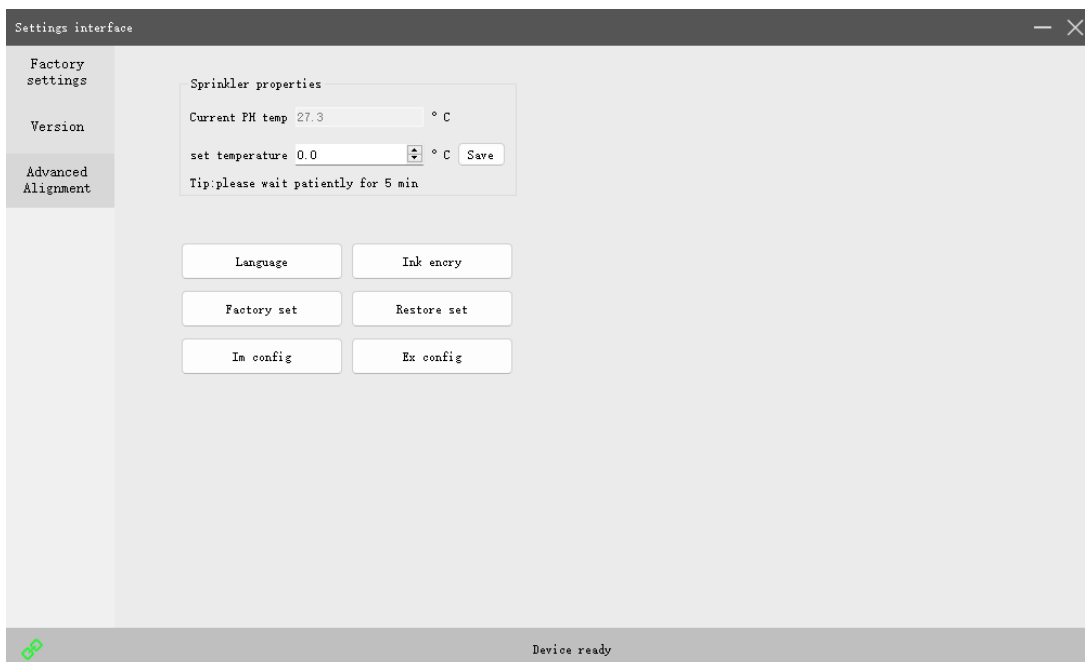 Settings interface
Factory
settings
Version
Advanced
Alignment
Sprinkler properties
Current PH temp 27.3 ° C
set temperature 0.0 ° C Save
Tip:please wait patiently for 5 min
Language Ink encry
Factory set Restore set
Im config Ex config
Device ready